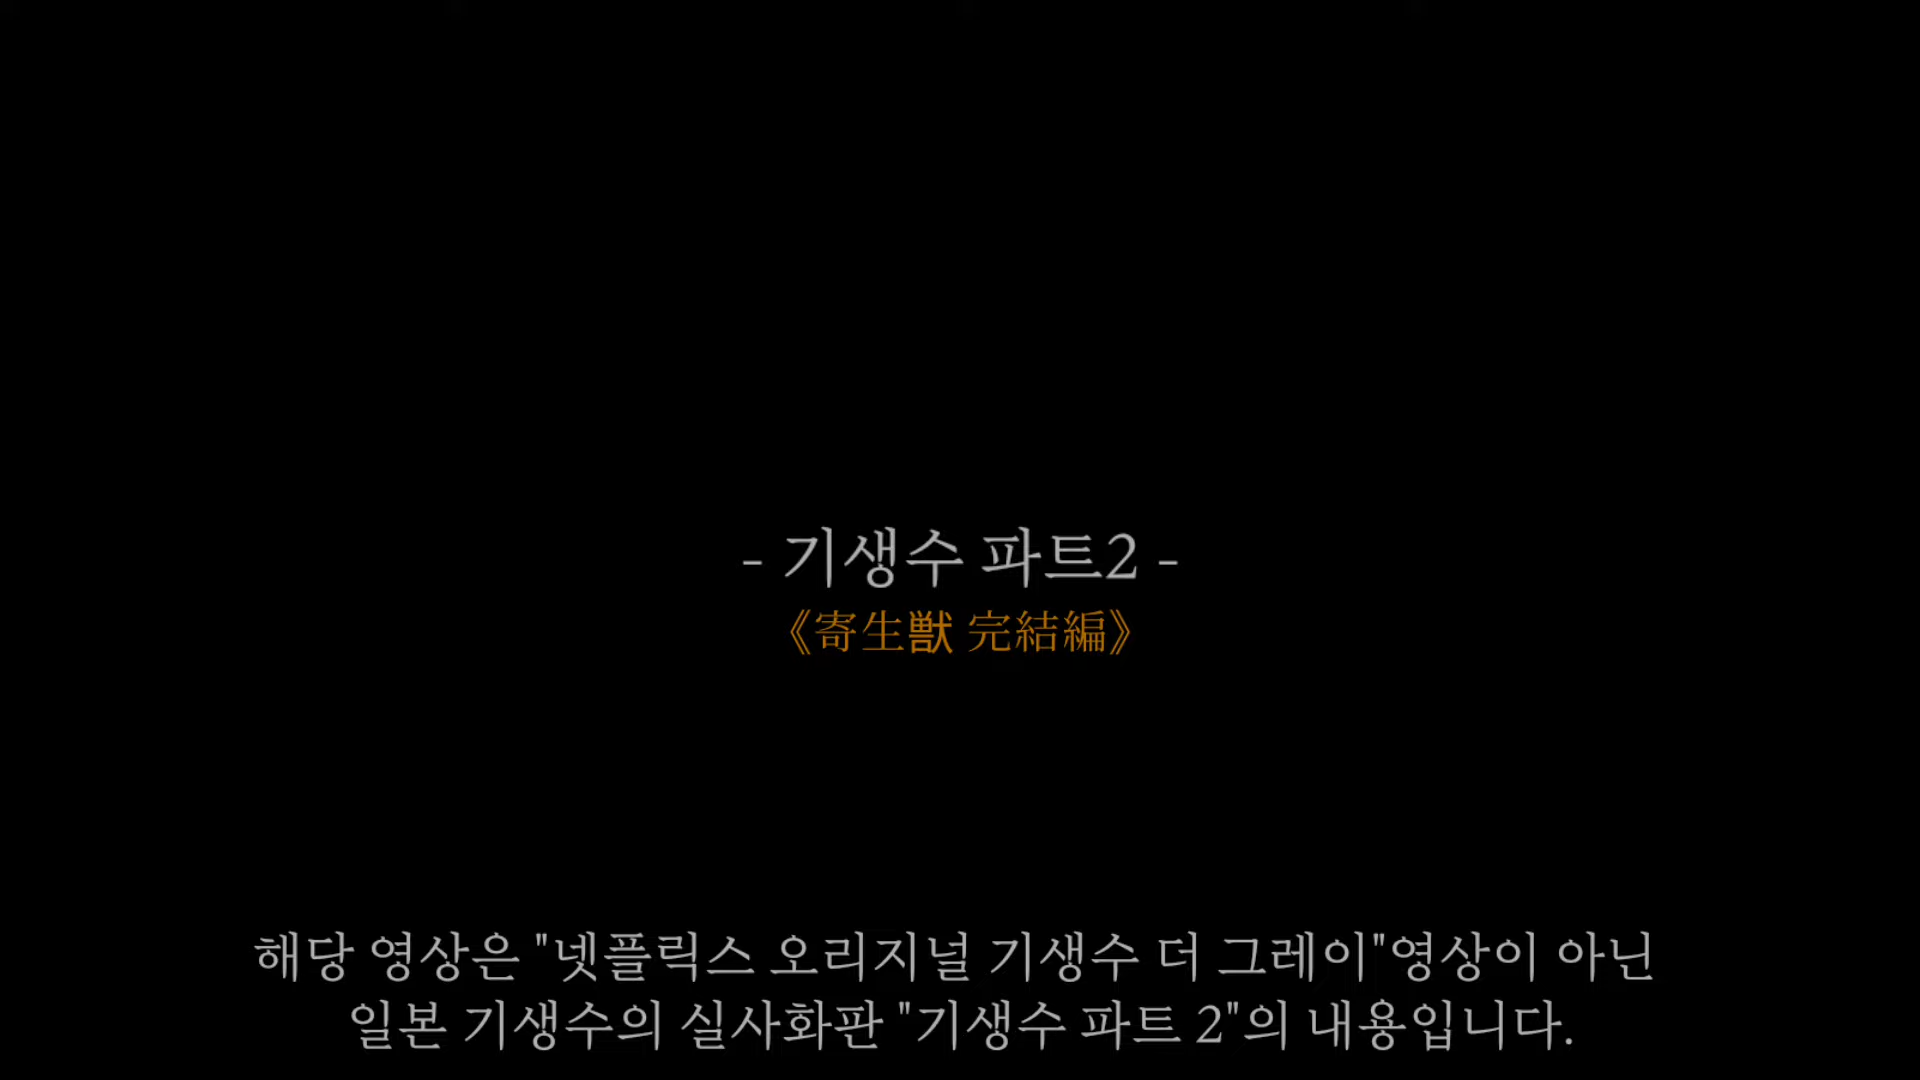 - 기생수 파트2 -
《寄生獣 完結編》
해당 영상은 "넷플릭스 오리지널 기생수 더 그레이"영상이 아닌
일본 기생수의 실사화판 "기생수 파트 2"의 내용입니다.